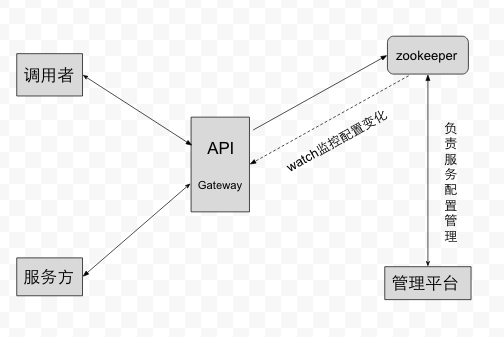 zookeeper
调用者
API
Gateway
watch监控配置变化
负责服务配置管理
服务方
管理平台